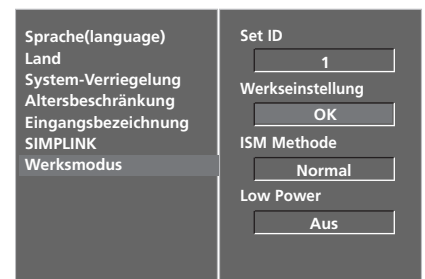 Sprache(language)
Land
System-Verriegelung
Altersbeschränkung
Eingangsbezeichnung
SIMPLINK
Werksmodus
Set ID
1
Werkseinstellung
OK
ISM Methode
Normal
Low Power
Aus